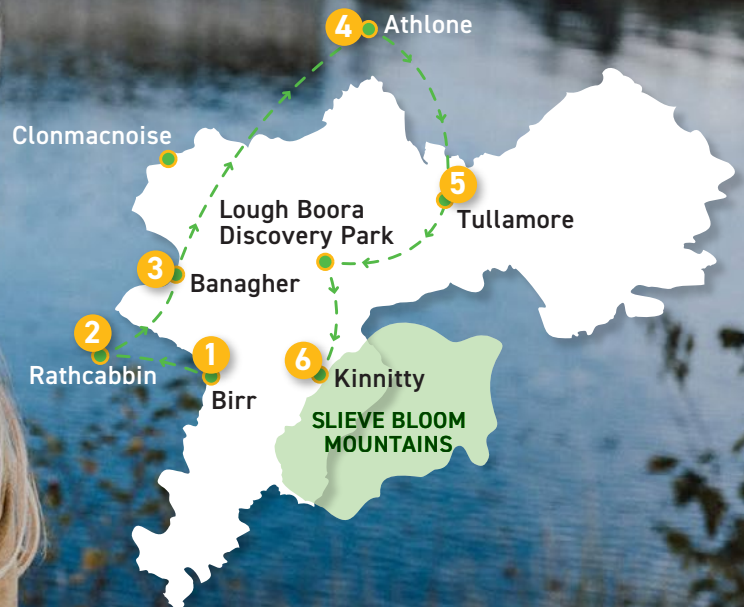 4
Athlone
Clonmacnoise
5
Tullamore
Lough Boora
Discovery Park
3
Banagher
2
Rathcabbin
1
Birr
6
Kinnitty
SLIEVE BLOOM
MOUNTAINS